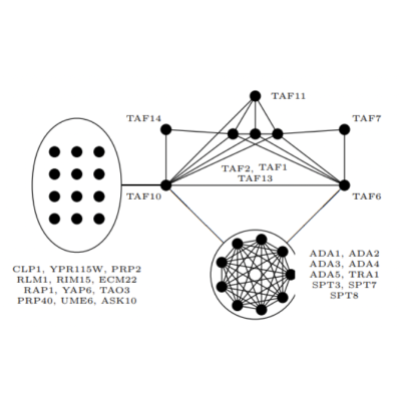 TAF11
TAF14
TAF7
TAF2, TAF1
TAF13
TAF10
TAF6
CLP1, YPR115W, PRP2
RLM1, RIM15, ECM22
RAP1, YAP6, TAO3
PRP40, UME6, ASK10
ADA1, ADA2
ADA3, ADA4
ADA5, TRA1
SPT3, SPT7
SPT8